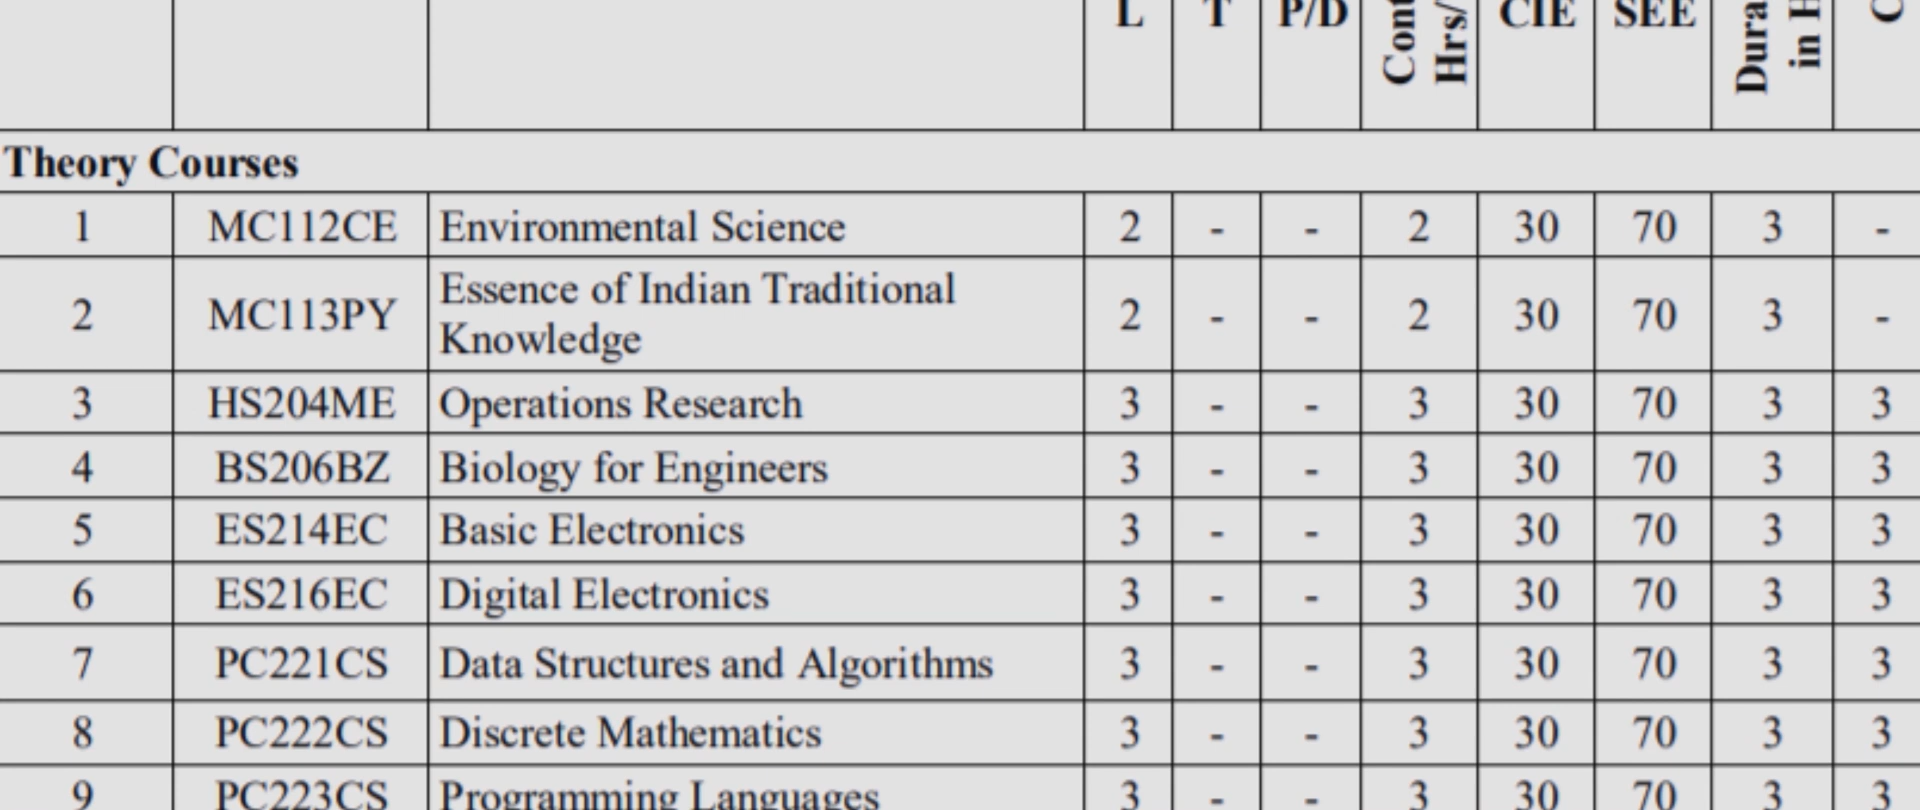 L T P/D Cont Hrs/ CIE SEE Dura in H C
Theory Courses
1 MC112CE Environmental Science 2 - - 2 30 70 3 -
2 MC113PY Essence of Indian Traditional
Knowledge 2 - - 2 30 70 3 -
3 HS204ME Operations Research 3 - - 3 30 70 3 3
4 BS206BZ Biology for Engineers 3 - - 3 30 70 3 3
5 ES214EC Basic Electronics 3 - - 3 30 70 3 3
6 ES216EC Digital Electronics 3 - - 3 30 70 3 3
7 PC221CS Data Structures and Algorithms 3 - - 3 30 70 3 3
8 PC222CS Discrete Mathematics 3 - - 3 30 70 3 3
9 PC223CS Programming Languages 3 - - 3 30 70 3 3